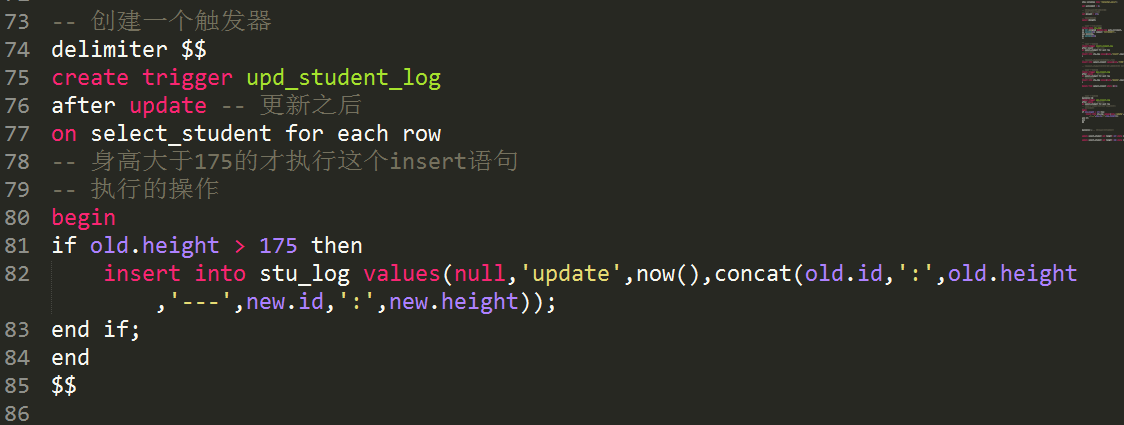 73 -- 创建一个触发器
74 delimiter $$
75 create trigger upd_student_log
76 after update -- 更新之后
77 on select_student for each row
78 -- 身高大于175的才执行这个insert语句
79 -- 执行的操作
80 begin
81 if old.height > 175 then
82 insert into stu_log values(null,'update',now(),concat(old.id,':',old.height
,'---',new.id,':',new.height));
83 end if;
84 end
85 $$
86